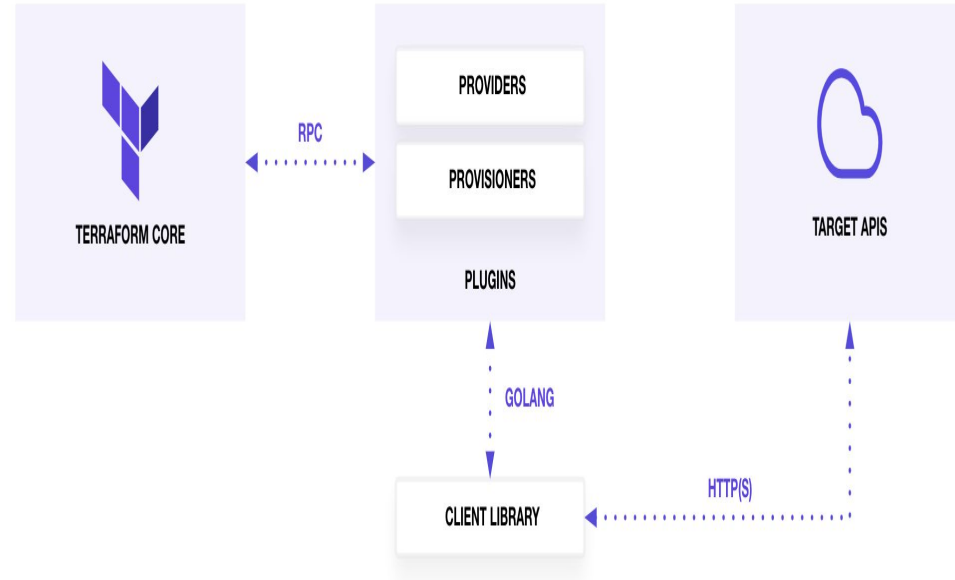 PROVIDERS
RPC
PROVISIONERS
TERRAFORM CORE
TARGET APIS
PLUGINS
GOLANG
HTTP(S)
CLIENT LIBRARY